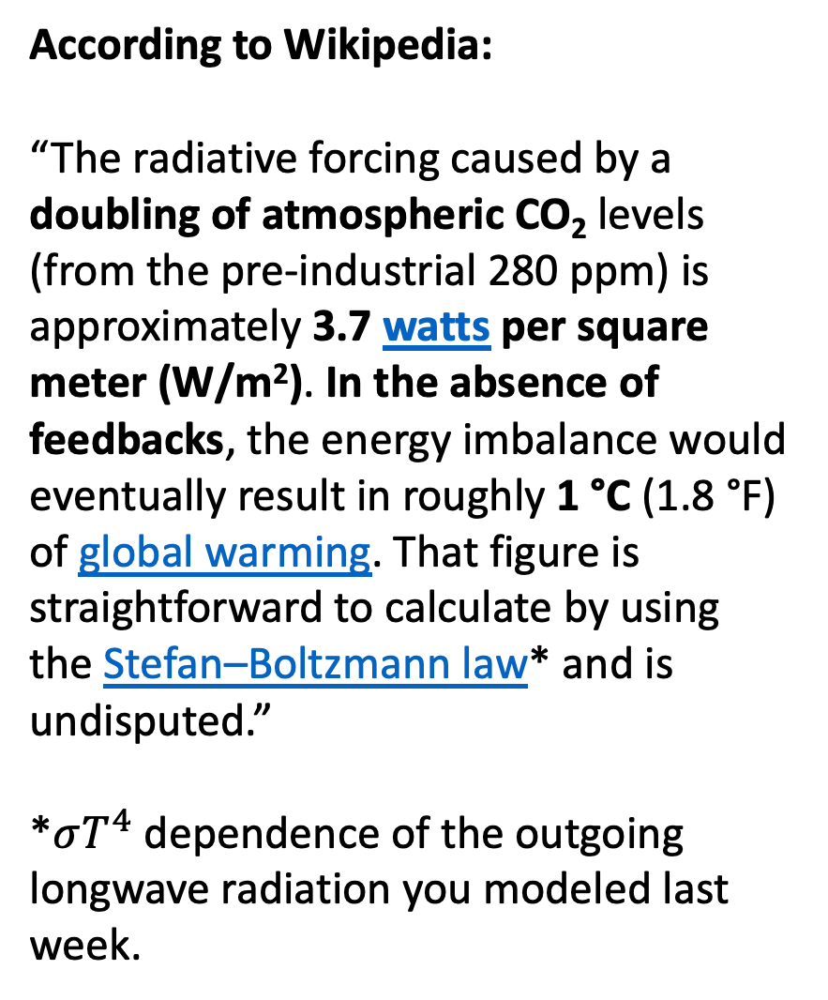 According to Wikipedia:
“The radiative forcing caused by a
doubling of atmospheric CO₂ levels
(from the pre-industrial 280 ppm) is
approximately 3.7 watts per square
meter (W/m²). In the absence of
feedbacks, the energy imbalance would
eventually result in roughly 1 °C (1.8 °F)
of global warming. That figure is
straightforward to calculate by using
the Stefan–Boltzmann law* and is
undisputed.”
*𝜎𝑇⁴ dependence of the outgoing
longwave radiation you modeled last
week.